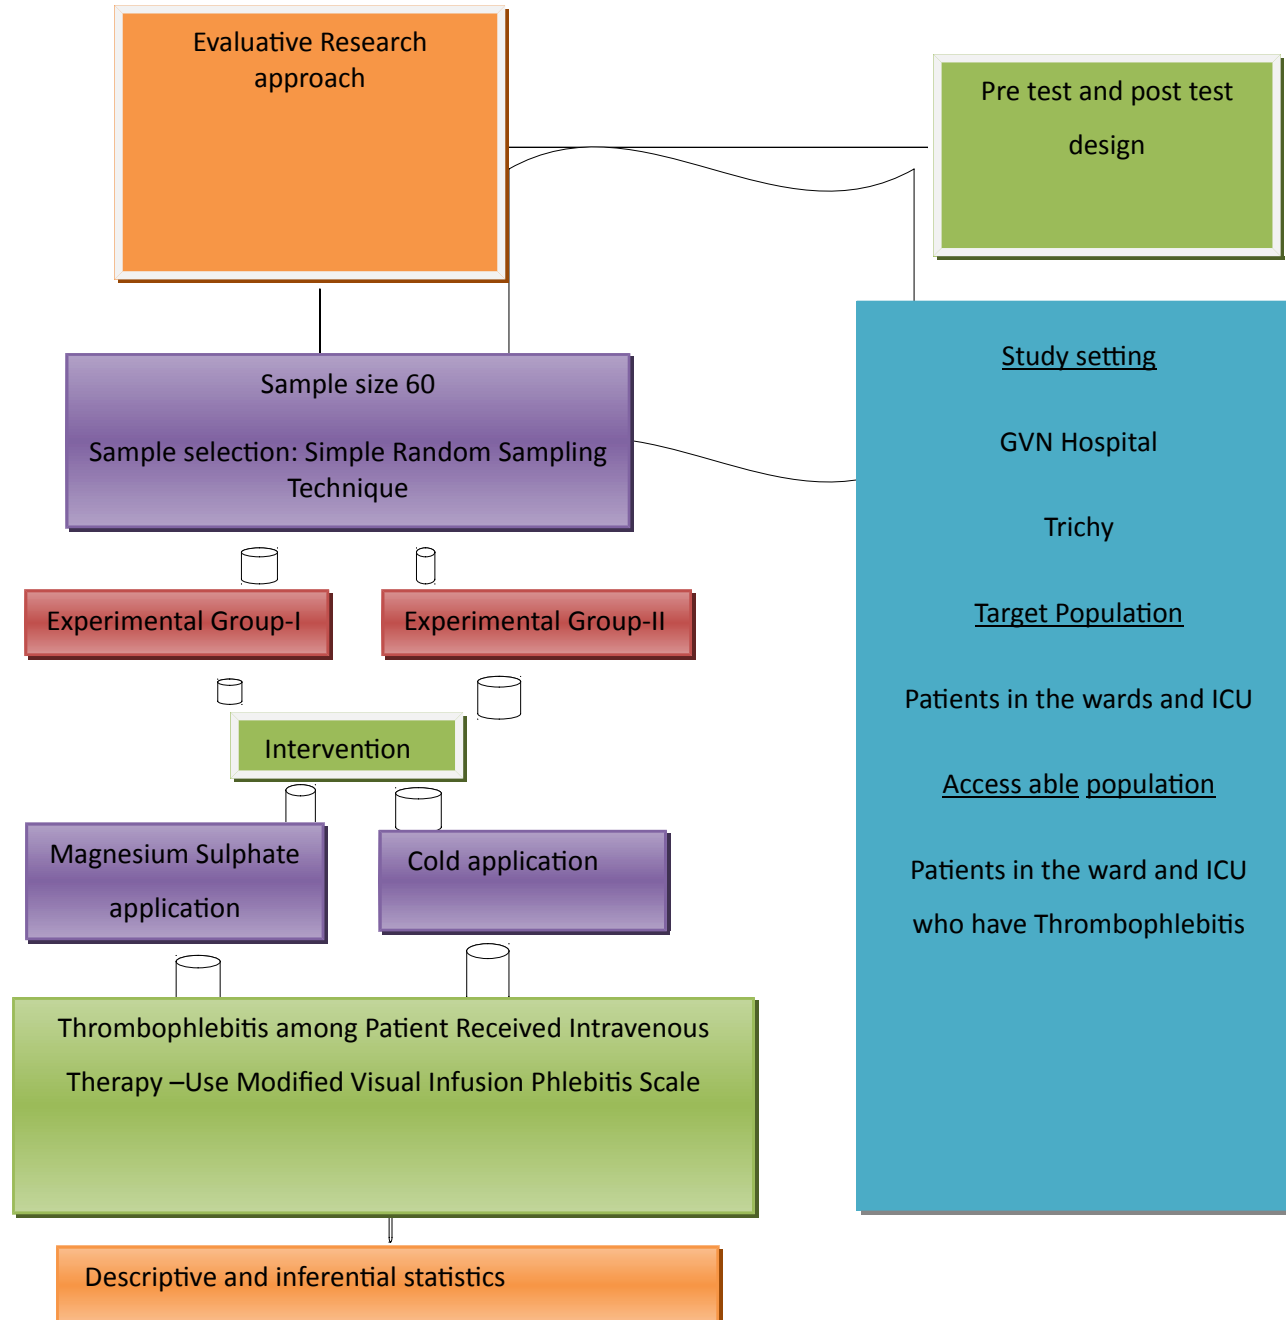 Evaluative Research
approach
Pre test and post test
design
Sample size 60
Sample selection: Simple Random Sampling
Technique
Experimental Group-I
Experimental Group-II
Intervention
Magnesium Sulphate
application
Cold application
Thrombophlebitis among Patient Received Intravenous
Therapy –Use Modified Visual Infusion Phlebitis Scale
Descriptive and inferential statistics
Study setting
GVN Hospital
Trichy
Target Population
Patients in the wards and ICU
Access able population
Patients in the ward and ICU
who have Thrombophlebitis